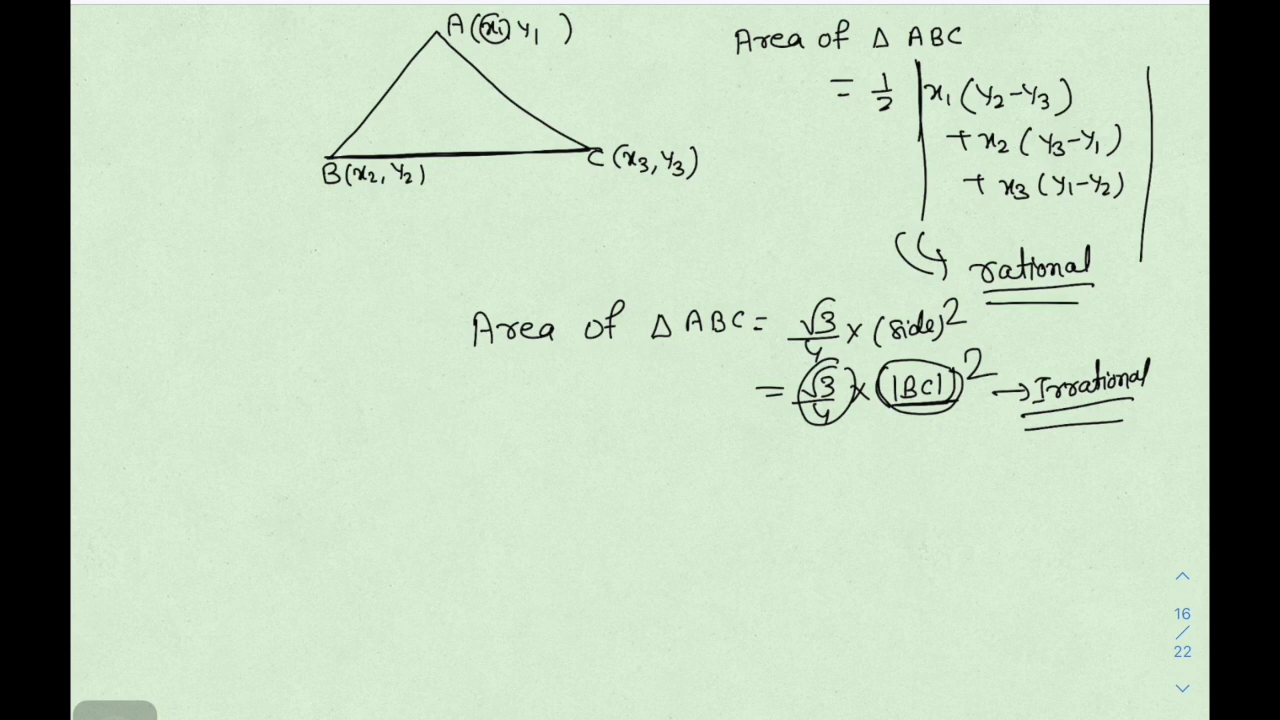 A (x₁, y₁)
B(x₂, y₂)
C (x₃, y₃)
Area of Δ ABC
= 1/2 | x₁ (y₂-y₃)
+ x₂ (y₃-y₁)
+ x₃ (y₁-y₂) |
rational
Area of Δ ABC = √3/4 × (side)²
= √3/4 × (|BC|)² → Irrational
16
/
22